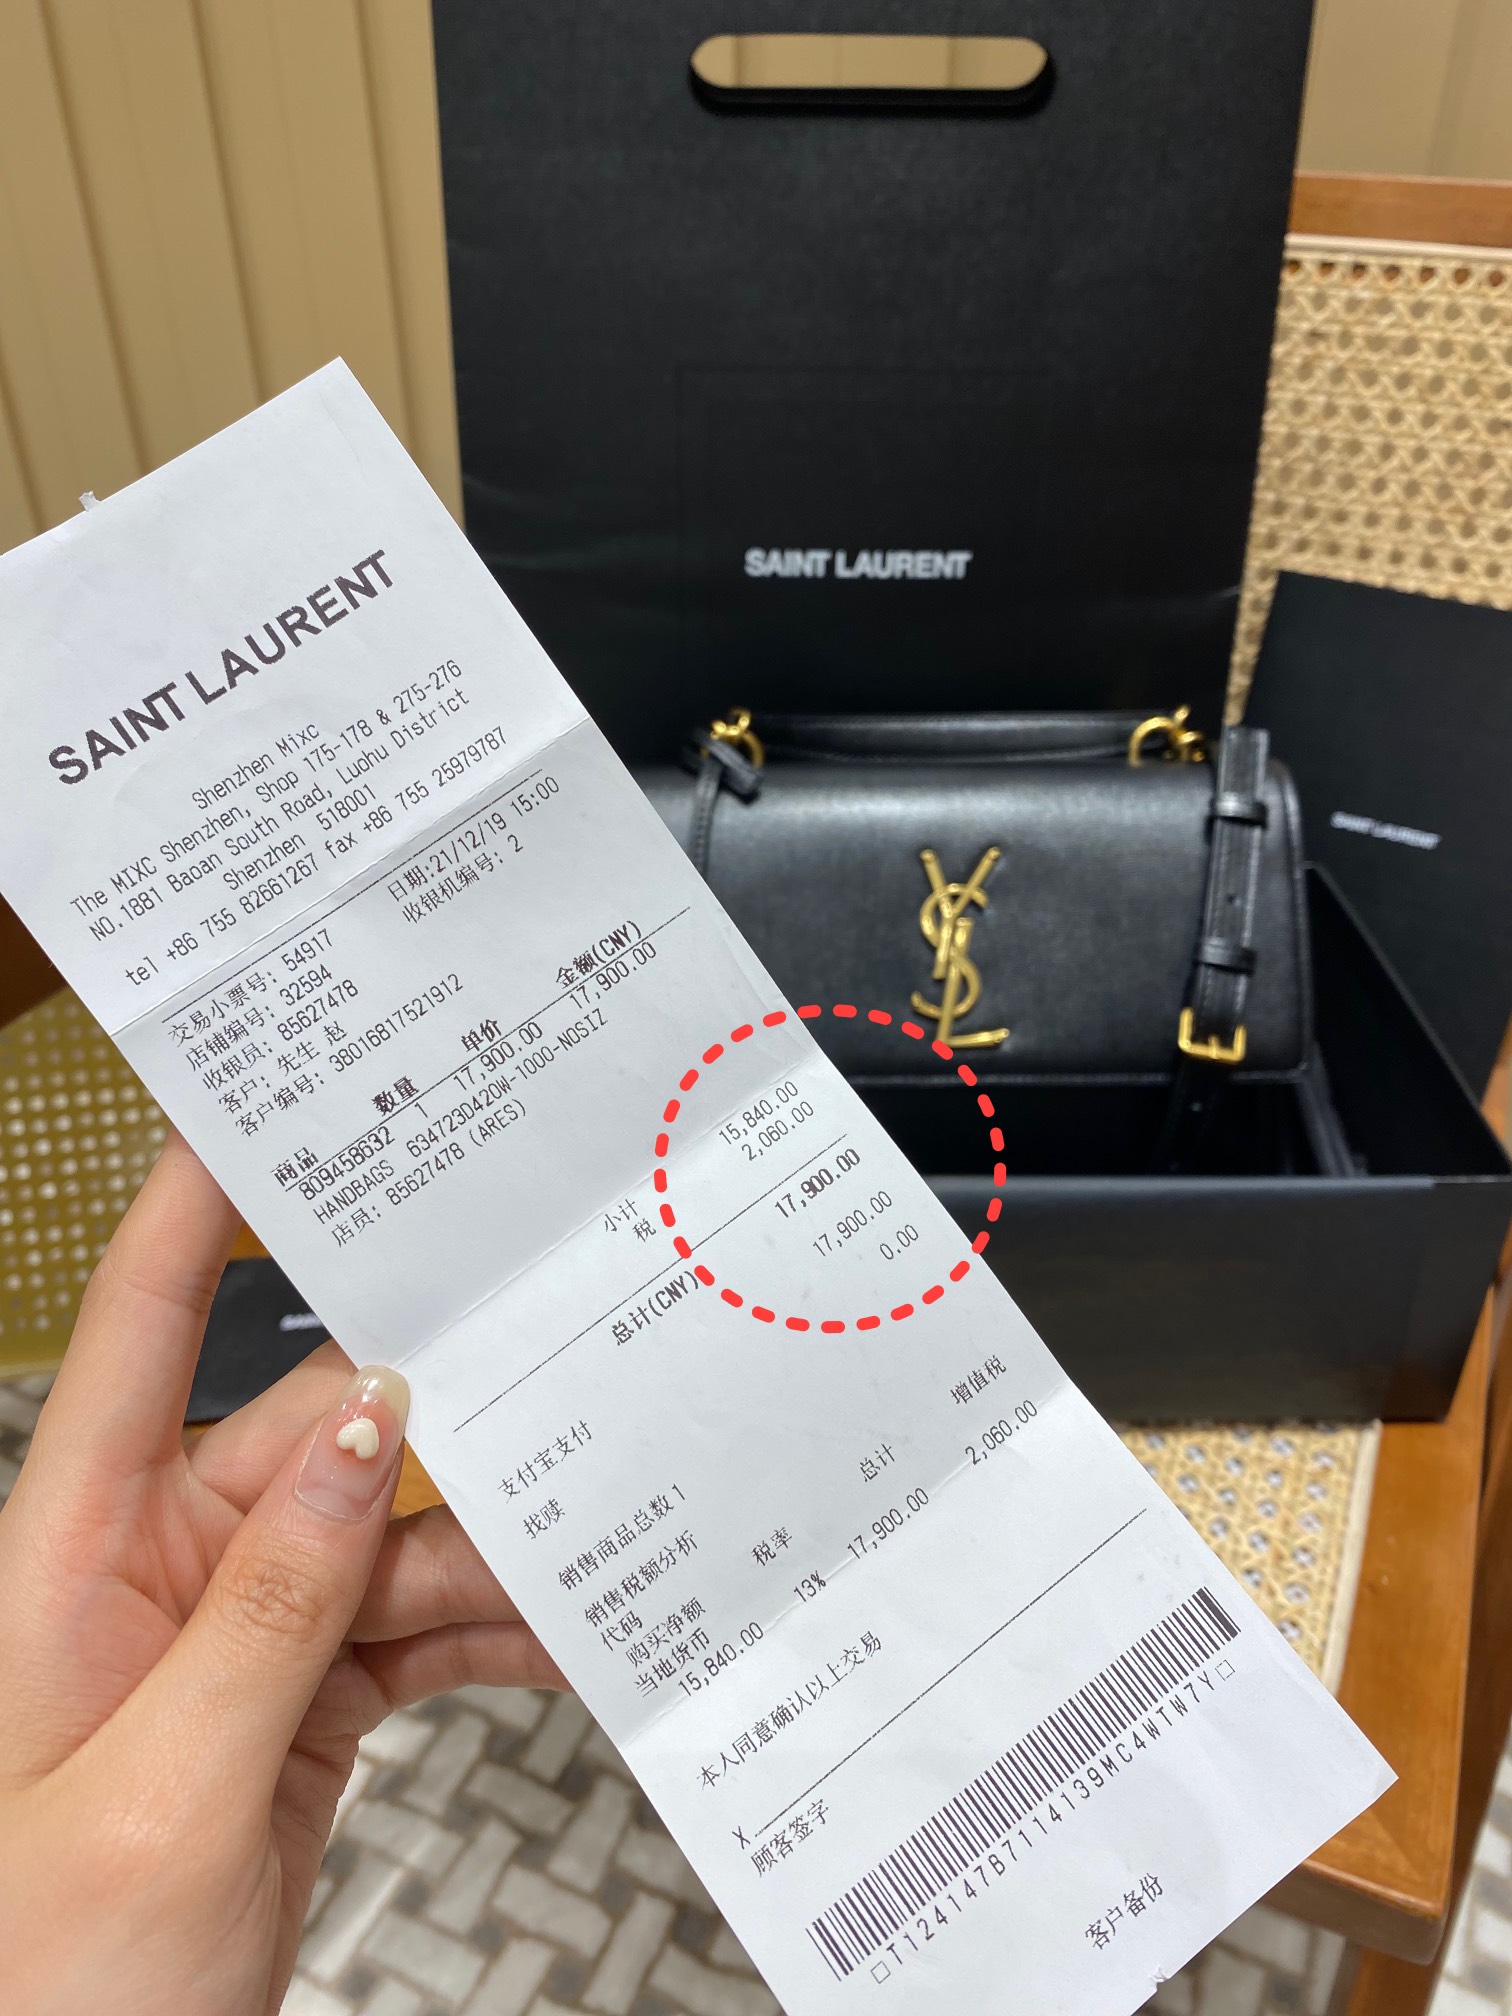 SAINT LAURENT
SAINT LAURENT
SAINT LAURENT
Shenzhen Mixc
The MIXC Shenzhen, Shop 175-178 & 275-276
NO.1881 Baoan South Road, Luohu District
Shenzhen 518001
tel +86 755 82661267 fax +86 755 25979787
日期:21/12/19 15:00
收银机编号: 2
交易小票号: 54917
店铺编号: 32594
收银员: 85627478
客户: 先生 赵
客户编号: 38016817521912
商品 数量 单价 金额(CNY)
809458632 1 17,900.00 17,900.00
HANDBAGS 634723D420W-1000-NOSIZ
店员: 85627478 (ARES)
小计 15,840.00
税 2,060.00
总计(CNY) 17,900.00
支付宝支付 17,900.00
找赎 0.00
销售商品总数 1
销售税额分析
代码 税率 总计 增值税
购买净额
当地货币
15,840.00 13% 17,900.00 2,060.00
本人同意确认以上交易
X
顾客签字
T124147B7114139MC4WTW7Y
客户备份